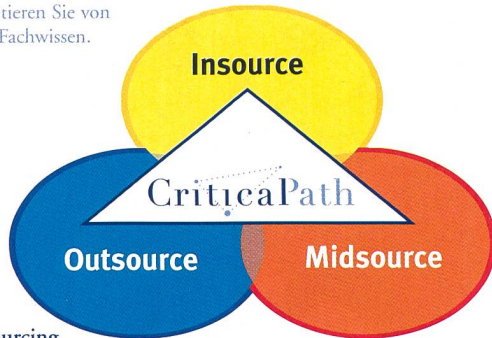 tieren Sie von
Fachwissen.
Insource
CriticaPath
Outsource
Midsource